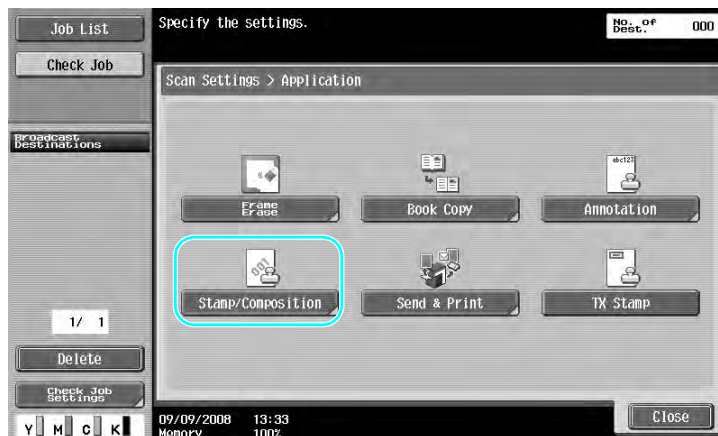 Job List
Check Job
Broadcast
Destinations
1/ 1
Delete
Check Job
Settings
Y M C K
Specify the settings.
No. of
Dest.
000
Scan Settings > Application
Frame
Erase
Book Copy
abc123
Annotation
001
Stamp/Composition
Send & Print
TX Stamp
Close
09/09/2008 13:33
Memory 100%